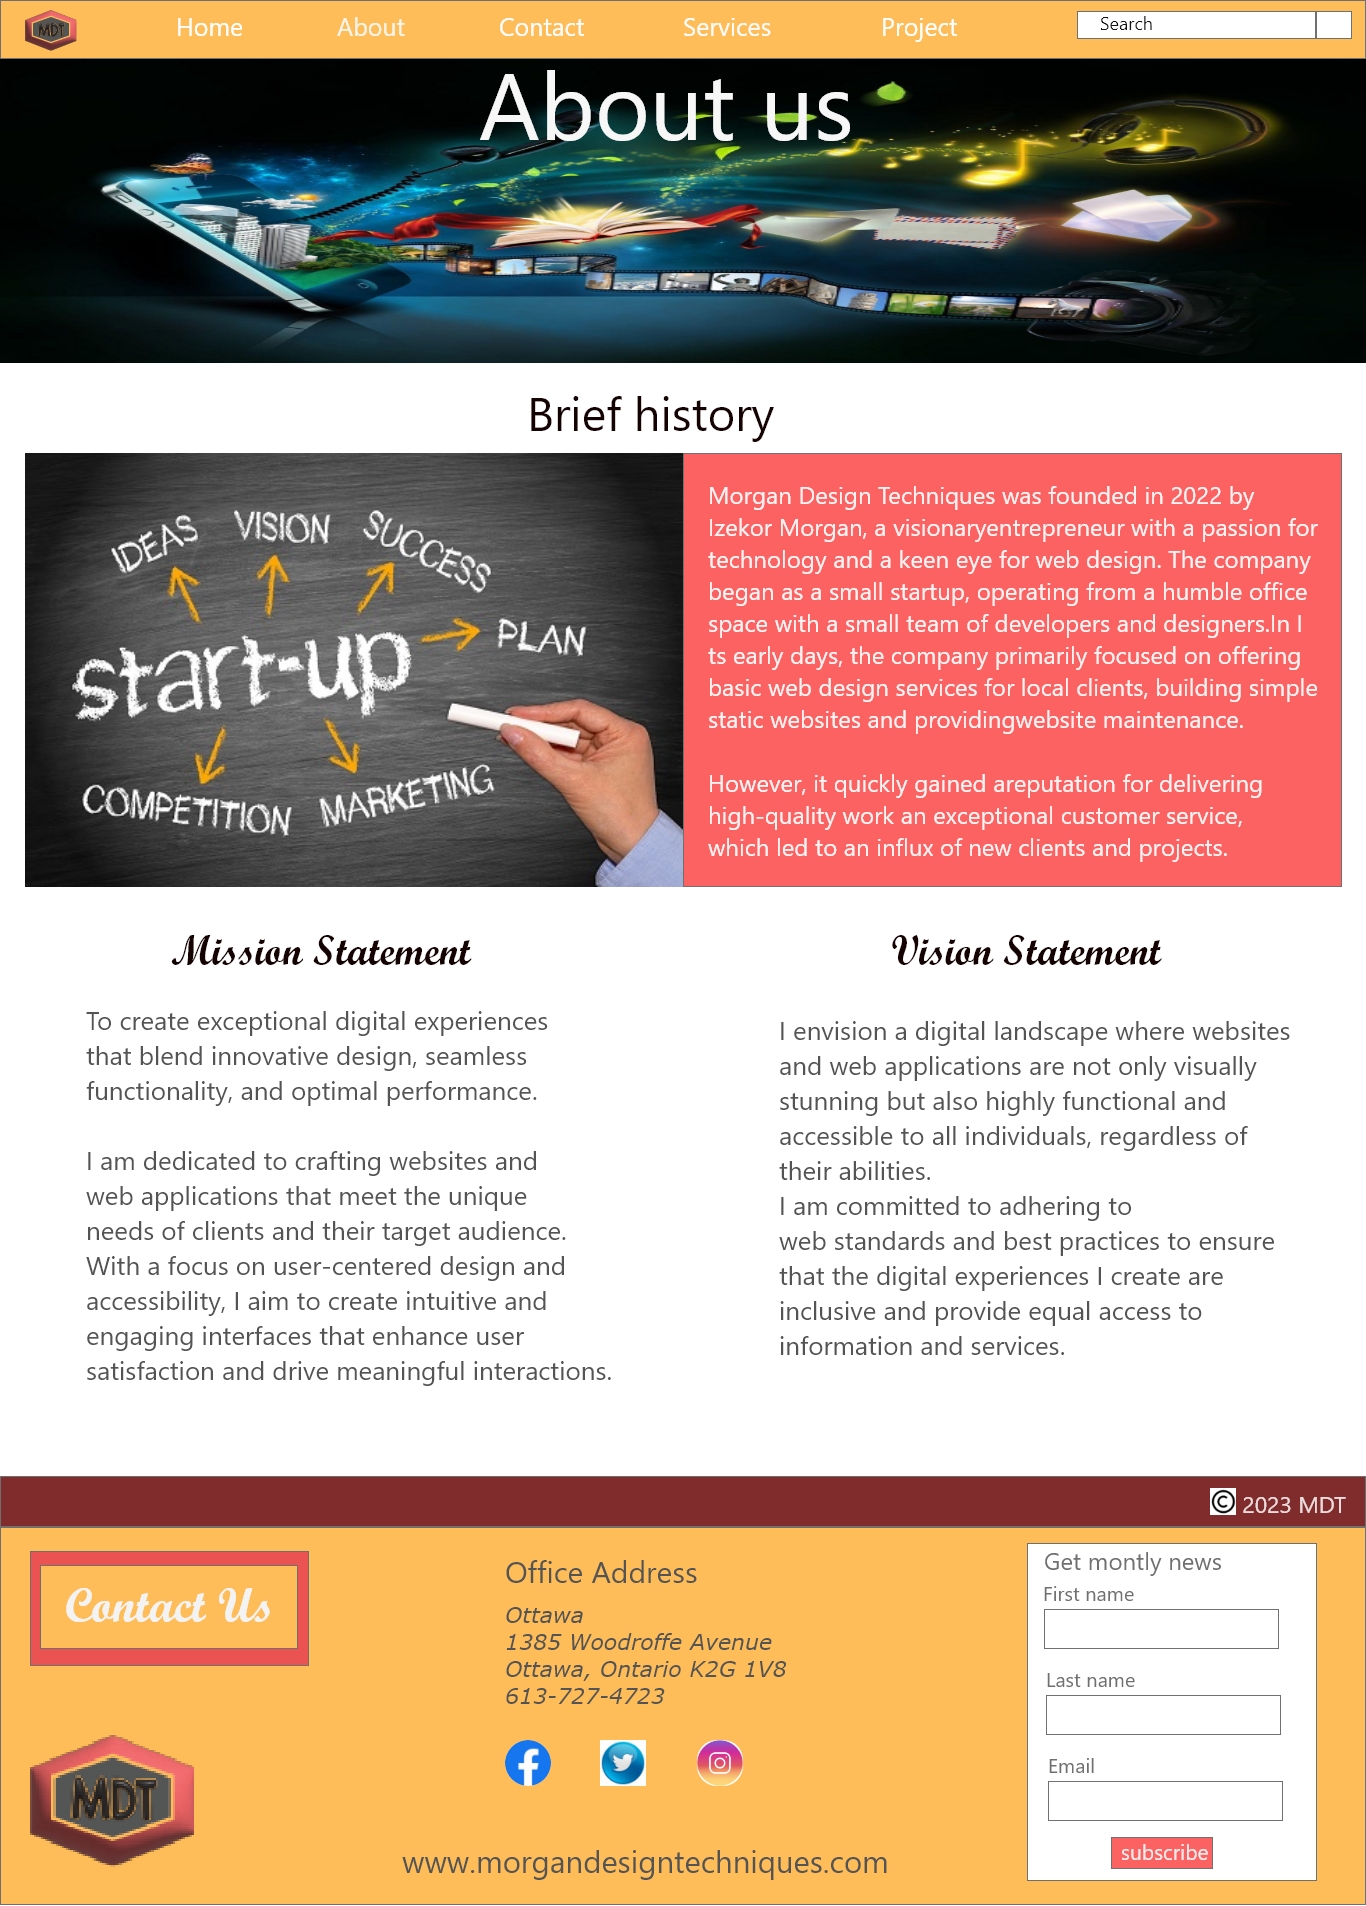 MDT
Home
About
Contact
Services
Project
Search
About us
Brief history
IDEAS
VISION
SUCCESS
start-up
PLAN
COMPETITION
MARKETING
Morgan Design Techniques was founded in 2022 by
Izekor Morgan, a visionaryentrepreneur with a passion for
technology and a keen eye for web design. The company
began as a small startup, operating from a humble office
space with a small team of developers and designers.In I
ts early days, the company primarily focused on offering
basic web design services for local clients, building simple
static websites and providingwebsite maintenance.
However, it quickly gained areputation for delivering
high-quality work an exceptional customer service,
which led to an influx of new clients and projects.
Mission Statement
To create exceptional digital experiences
that blend innovative design, seamless
functionality, and optimal performance.
I am dedicated to crafting websites and
web applications that meet the unique
needs of clients and their target audience.
With a focus on user-centered design and
accessibility, I aim to create intuitive and
engaging interfaces that enhance user
satisfaction and drive meaningful interactions.
Vision Statement
I envision a digital landscape where websites
and web applications are not only visually
stunning but also highly functional and
accessible to all individuals, regardless of
their abilities.
I am committed to adhering to
web standards and best practices to ensure
that the digital experiences I create are
inclusive and provide equal access to
information and services.
© 2023 MDT
Contact Us
MDT
Office Address
Ottawa
1385 Woodroffe Avenue
Ottawa, Ontario K2G 1V8
613-727-4723
www.morgandesigntechniques.com
Get montly news
First name
Last name
Email
subscribe